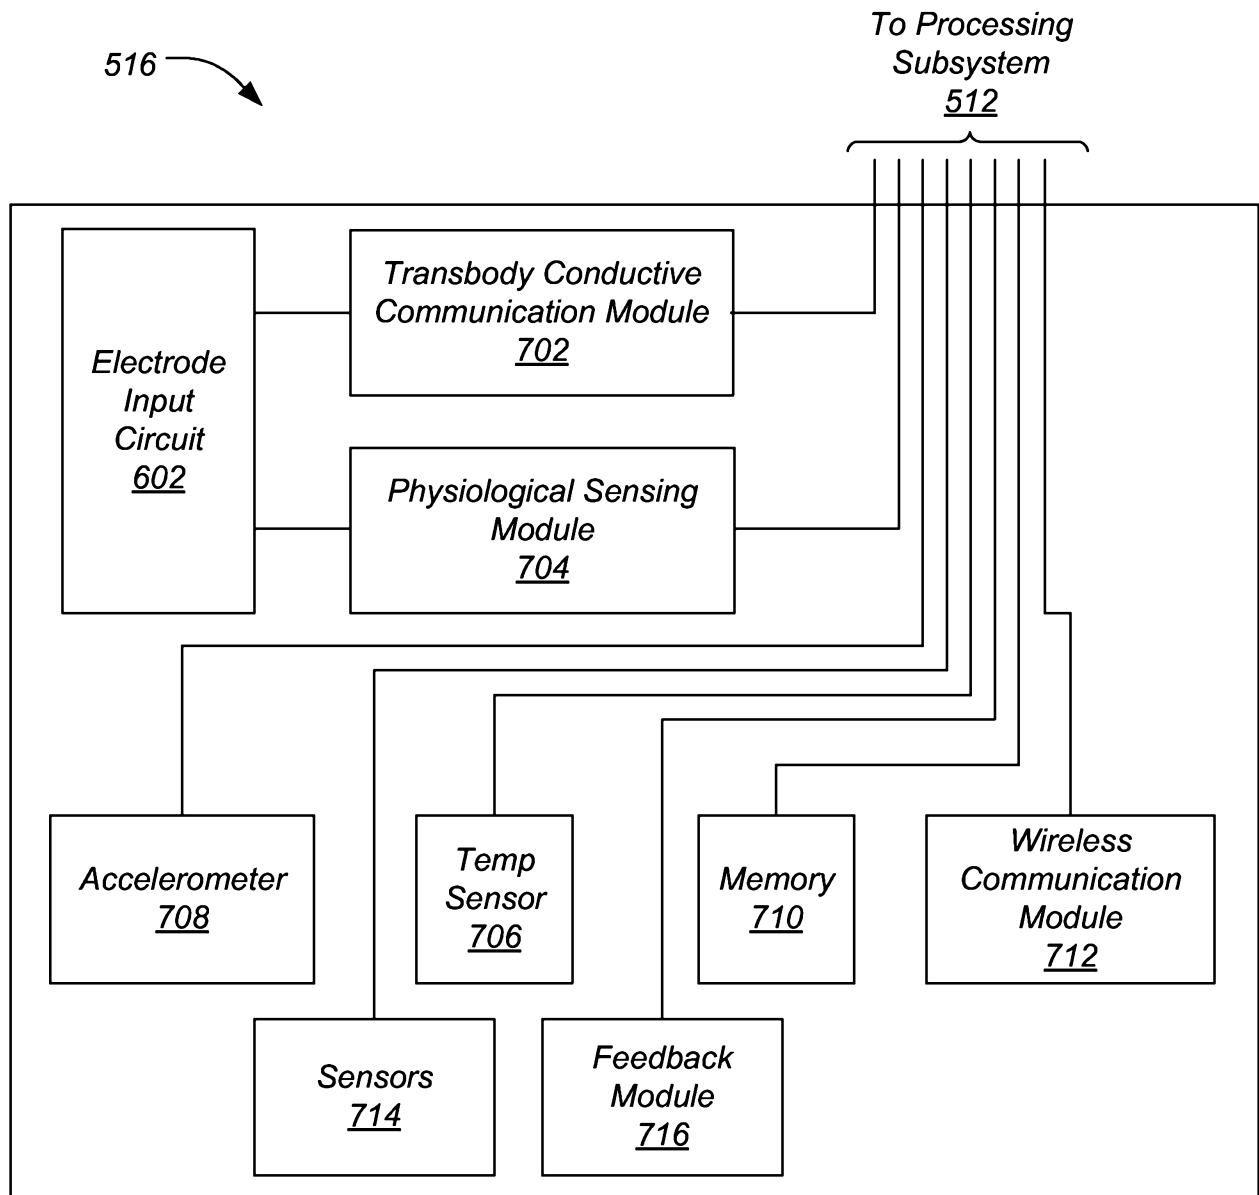 To Processing
Subsystem
512
516
Transbody Conductive
Communication Module
702
Electrode
Input
Circuit
602
Physiological Sensing
Module
704
Accelerometer
708
Temp
Sensor
706
Memory
710
Wireless
Communication
Module
712
Sensors
714
Feedback
Module
716